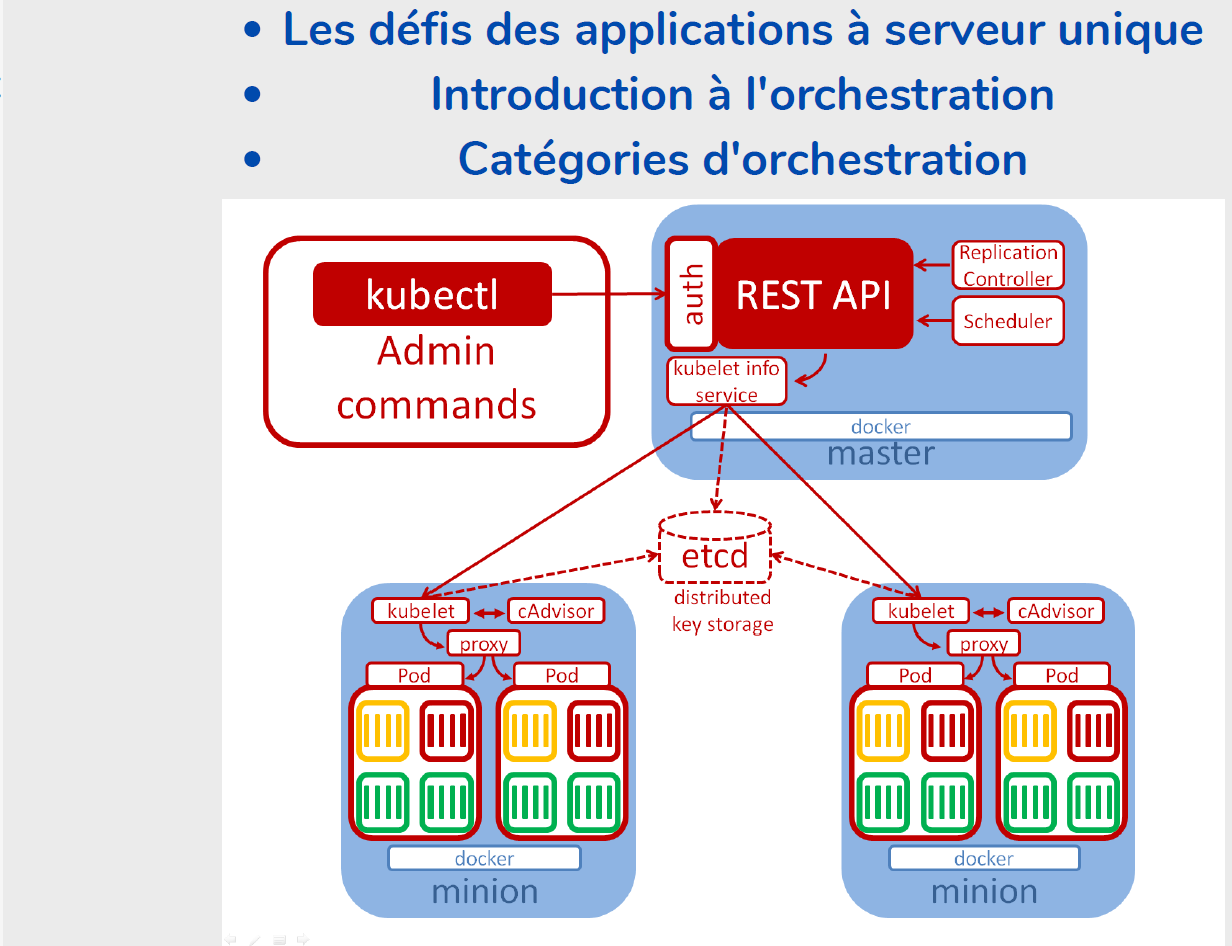 • Les défis des applications à serveur unique
• Introduction à l'orchestration
• Catégories d'orchestration
kubectl
Admin
commands
auth
REST API
Replication
Controller
Scheduler
kubelet info
service
docker
master
etcd
distributed
key storage
kubelet
cAdvisor
proxy
Pod
Pod
docker
minion
kubelet
cAdvisor
proxy
Pod
Pod
docker
minion